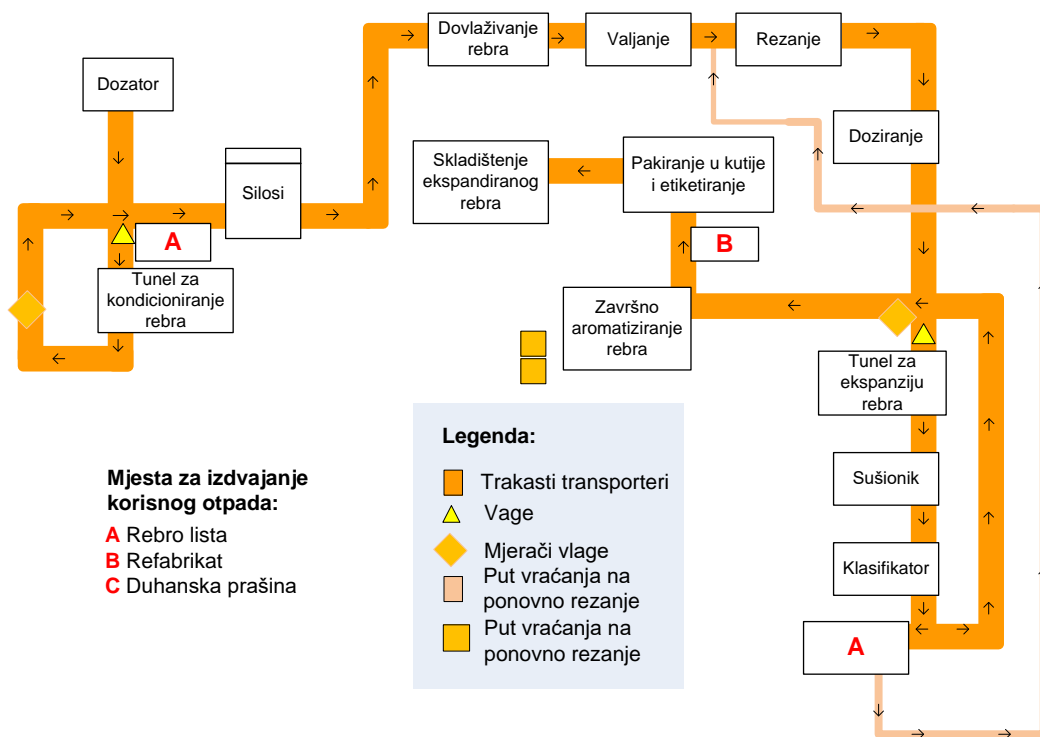 Dovlaživanje
rebra
Valjanje
Rezanje
Dozator
Doziranje
Silosi
Skladištenje
ekspandiranog
rebra
Pakiranje u kutije
i etiketiranje
A
B
Tunel za
kondicioniranje
rebra
Završno
aromatiziranje
rebra
Tunel za
ekspanziju
rebra
Sušionik
Klasifikator
A
Mjesta za izdvajanje
korisnog otpada:
A Rebro lista
B Refabrikat
C Duhanska prašina
Legenda:
Trakasti transporteri
Vage
Mjerači vlage
Put vraćanja na
ponovno rezanje
Put vraćanja na
ponovno rezanje